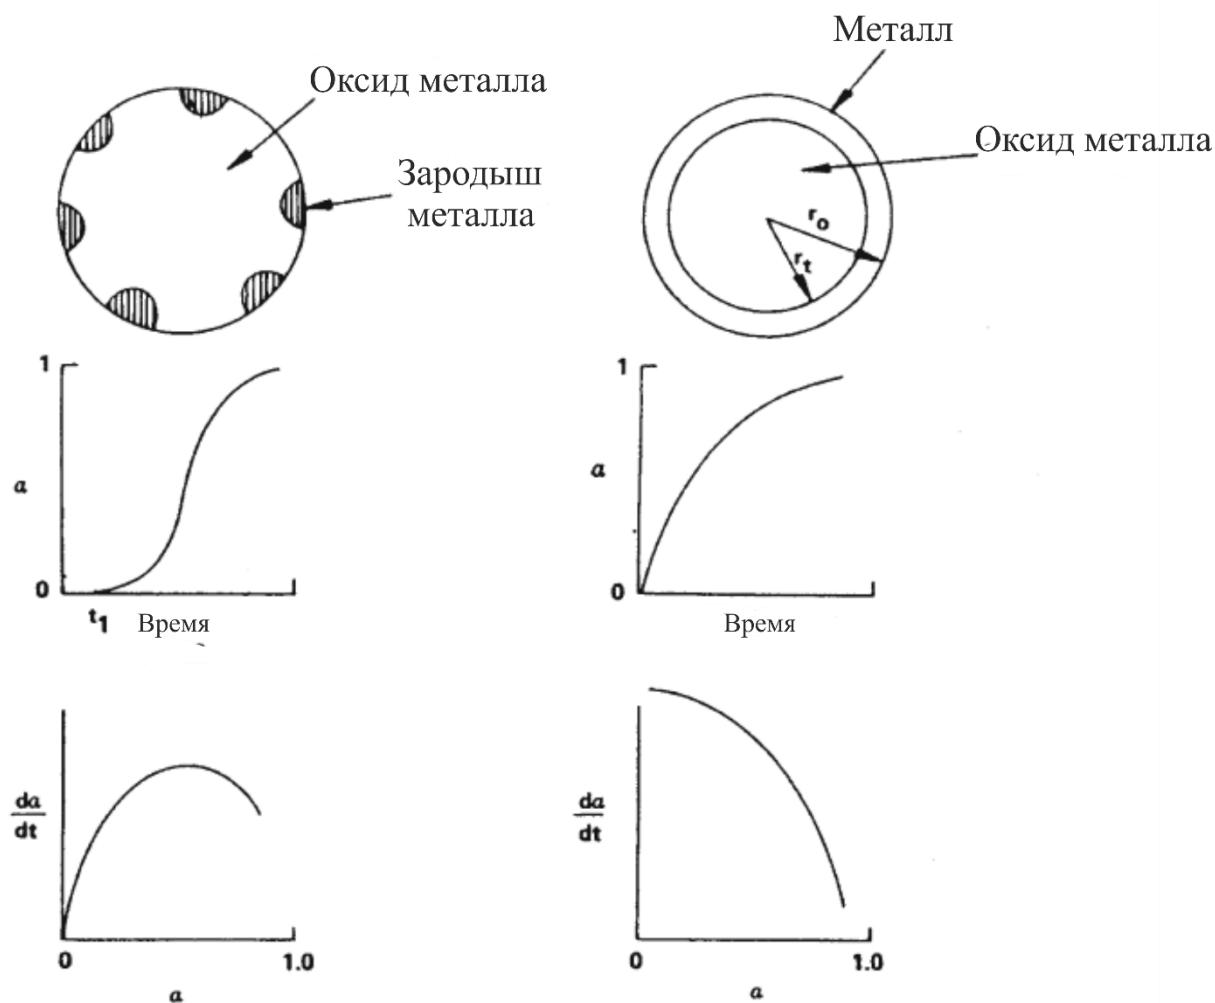 Металл
Оксид металла
Оксид металла
Зародыш
металла
r₀
rₜ
1
a
0
t₁
Время
1
a
0
Время
da
dt
0
1.0
a
da
dt
0
1.0
a